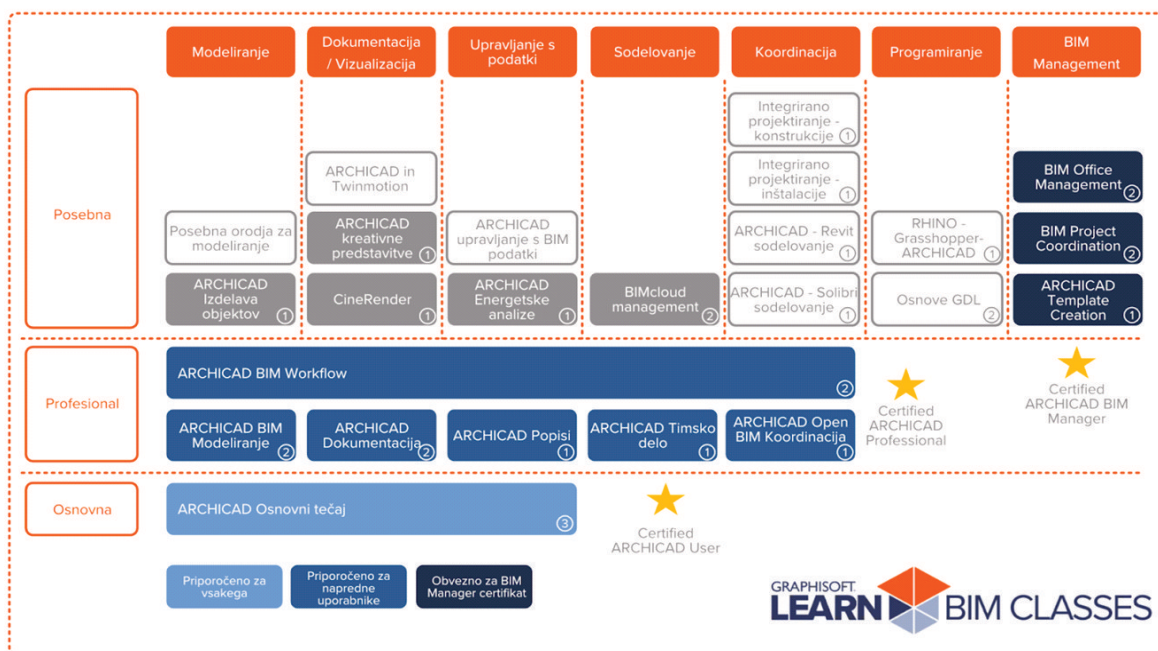 Modeliranje
Dokumentacija
/ Vizualizacija
Upravljanje s
podatki
Sodelovanje
Koordinacija
Programiranje
BIM
Management
Posebna
Integrirano
projektiranje -
konstrukcije
1
ARCHICAD in
Twinmotion
Integrirano
projektiranje -
inštalacije
1
BIM Office
Management
2
Posebna orodja za
modeliranje
ARCHICAD
kreativne
predstavitve
1
ARCHICAD
upravljanje s BIM
podatki
ARCHICAD - Revit
sodelovanje
1
RHINO -
Grasshopper-
ARCHICAD
1
BIM Project
Coordination
2
ARCHICAD
Izdelava
objektov
1
CineRender
1
ARCHICAD
Energetske
analize
1
BIMcloud
management
2
ARCHICAD - Solibri
sodelovanje
1
Osnove GDL
2
ARCHICAD
Template
Creation
1
Profesional
ARCHICAD BIM Workflow
2
ARCHICAD BIM
Modeliranje
2
ARCHICAD
Dokumentacija
2
ARCHICAD Popisi
1
ARCHICAD Timsko
delo
1
ARCHICAD Open
BIM Koordinacija
1
Certified
ARCHICAD
Professional
Certified
ARCHICAD BIM
Manager
Osnovna
ARCHICAD Osnovni tečaj
3
Certified
ARCHICAD User
Priporočeno za
vsakega
Priporočeno za
napredne
uporabnike
Obvezno za BIM
Manager certifikat
GRAPHISOFT.
LEARN BIM CLASSES